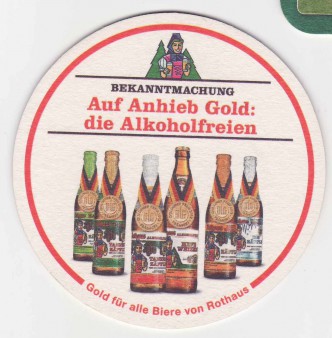 BEKANNTMACHUNG
Auf Anhieb Gold:
die Alkoholfreien
Gold für alle Biere von Rothaus